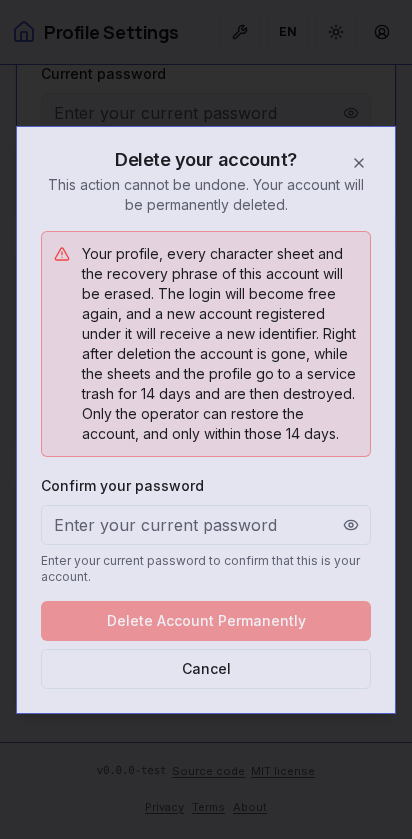 Profile Settings
EN
Current password
Enter your current password
Delete your account?
This action cannot be undone. Your account will
be permanently deleted.
Your profile, every character sheet and
the recovery phrase of this account will
be erased. The login will become free
again, and a new account registered
under it will receive a new identifier. Right
after deletion the account is gone, while
the sheets and the profile go to a service
trash for 14 days and are then destroyed.
Only the operator can restore the
account, and only within those 14 days.
Confirm your password
Enter your current password
Enter your current password to confirm that this is your
account.
Delete Account Permanently
Cancel
v0.0.0-test Source code MIT license
Privacy Terms About